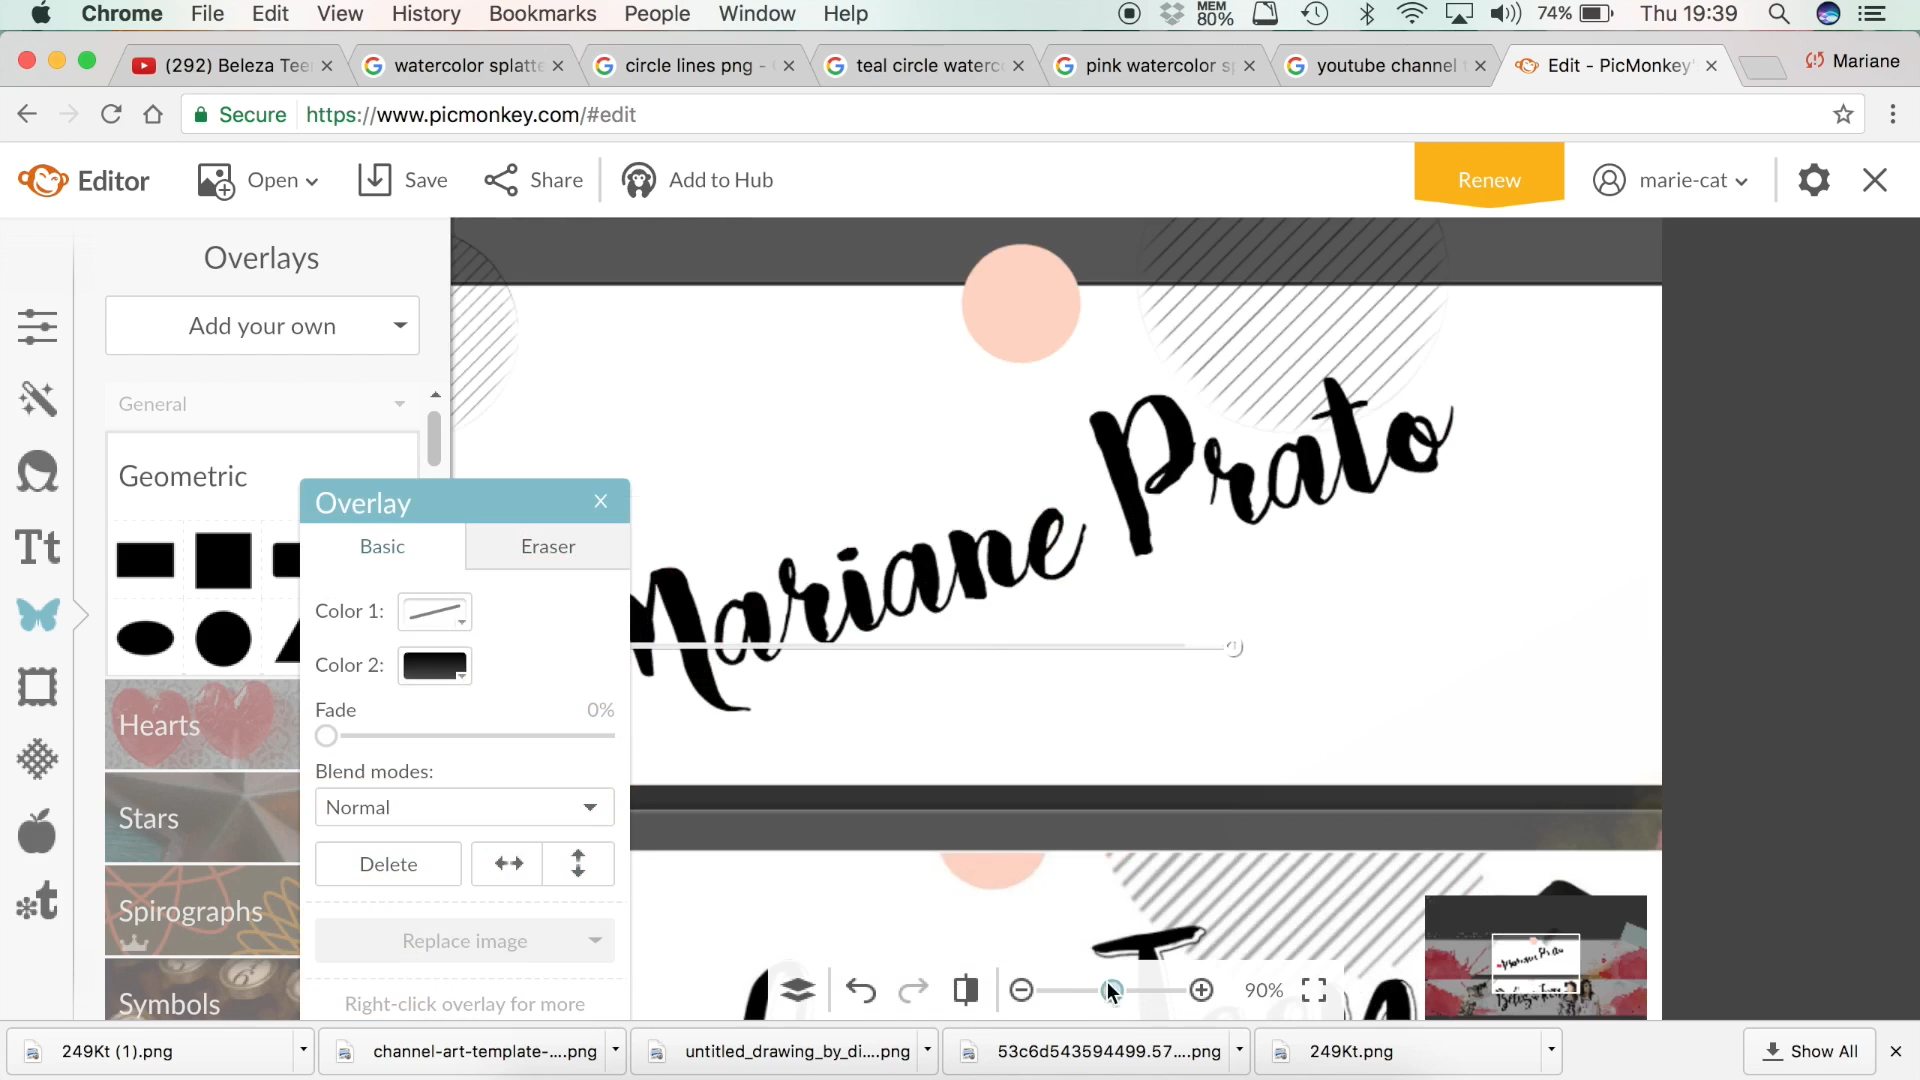 Chrome File Edit View History Bookmarks People Window Help MEM 80% 74% Thu 19:39
(292) Beleza Tee watercolor splatte circle lines png - teal circle waterc pink watercolor s youtube channel t Edit - PicMonkey Mariane
Secure https://www.picmonkey.com/#edit
Editor Open Save Share Add to Hub Renew marie-cat
Overlays
Add your own
General
Geometric
Hearts
Stars
Spirographs
Symbols
Tt
t
Overlay
Basic Eraser
Color 1:
Color 2:
Fade 0%
Blend modes:
Normal
Delete
Replace image
Right-click overlay for more
Mariane Prato
90%
249Kt (1).png channel-art-template-....png untitled_drawing_by_di....png 53c6d543594499.57....png 249Kt.png Show All